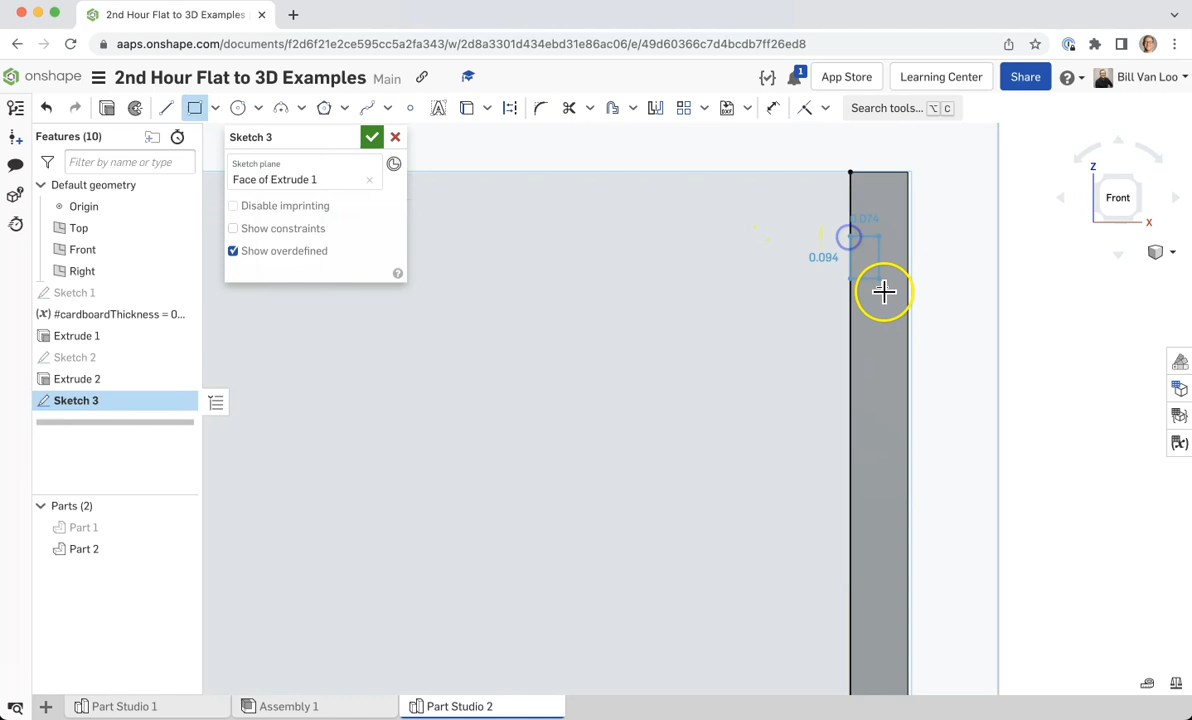 2nd Hour Flat to 3D Examples
aaps.onshape.com/documents/f2d6f21e2ce595cc5a2fa343/w/2d8a3301d434ebd31e86ac06/e/49d60366c7d4bcdb7ff26ed8
onshape
2nd Hour Flat to 3D Examples Main
1
App Store
Learning Center
Share
Bill Van Loo
Search tools... ⌥ C
Features (10)
Filter by name or type
Default geometry
Origin
Top
Front
Right
Sketch 1
(x) #cardboardThickness = 0...
Extrude 1
Sketch 2
Extrude 2
Sketch 3
Parts (2)
Part 1
Part 2
Sketch 3
Sketch plane
Face of Extrude 1
Disable imprinting
Show constraints
Show overdefined
0.074
0.094
Z
Front
X
Part Studio 1
Assembly 1
Part Studio 2